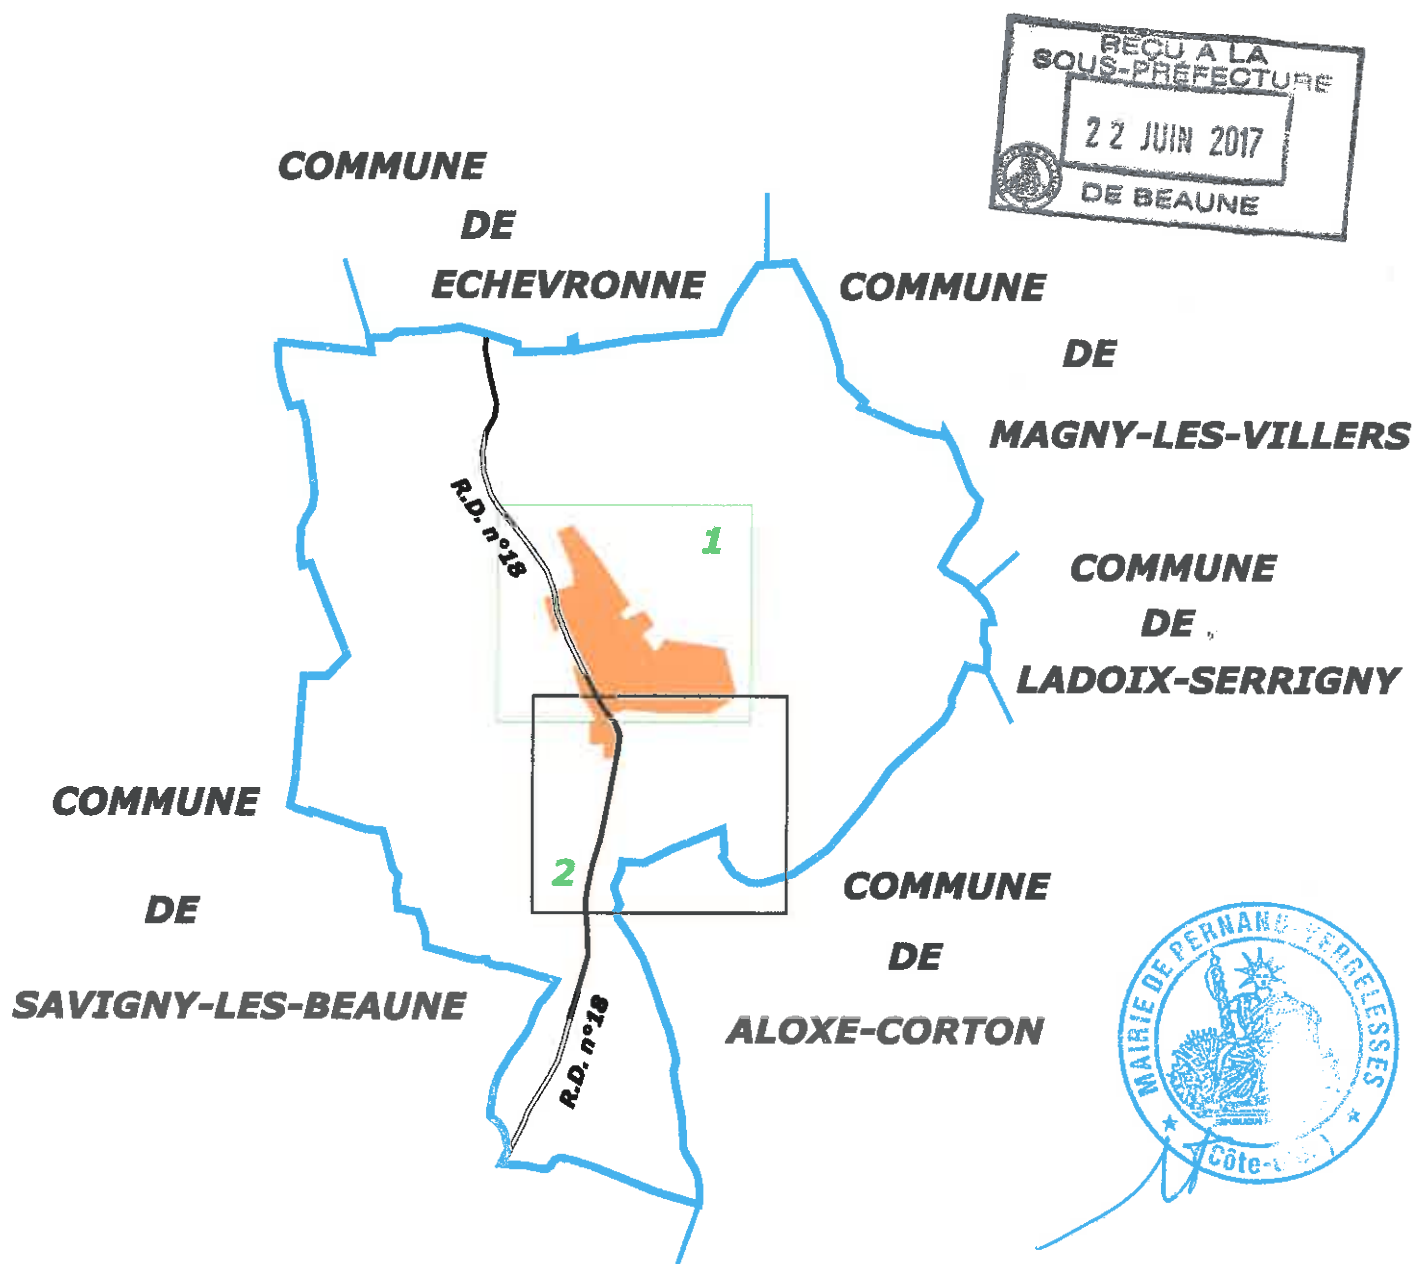 REÇU A LA
SOUS-PRÉFECTURE
22 JUIN 2017
DE BEAUNE
COMMUNE
DE
ECHEVRONNE
COMMUNE
DE
MAGNY-LES-VILLERS
R.D. n°18
1
COMMUNE
DE
LADOIX-SERRIGNY
COMMUNE
DE
SAVIGNY-LES-BEAUNE
2
COMMUNE
DE
ALOXE-CORTON
R.D. n°18
MAIRIE DE PERNAND-VERGELESSES